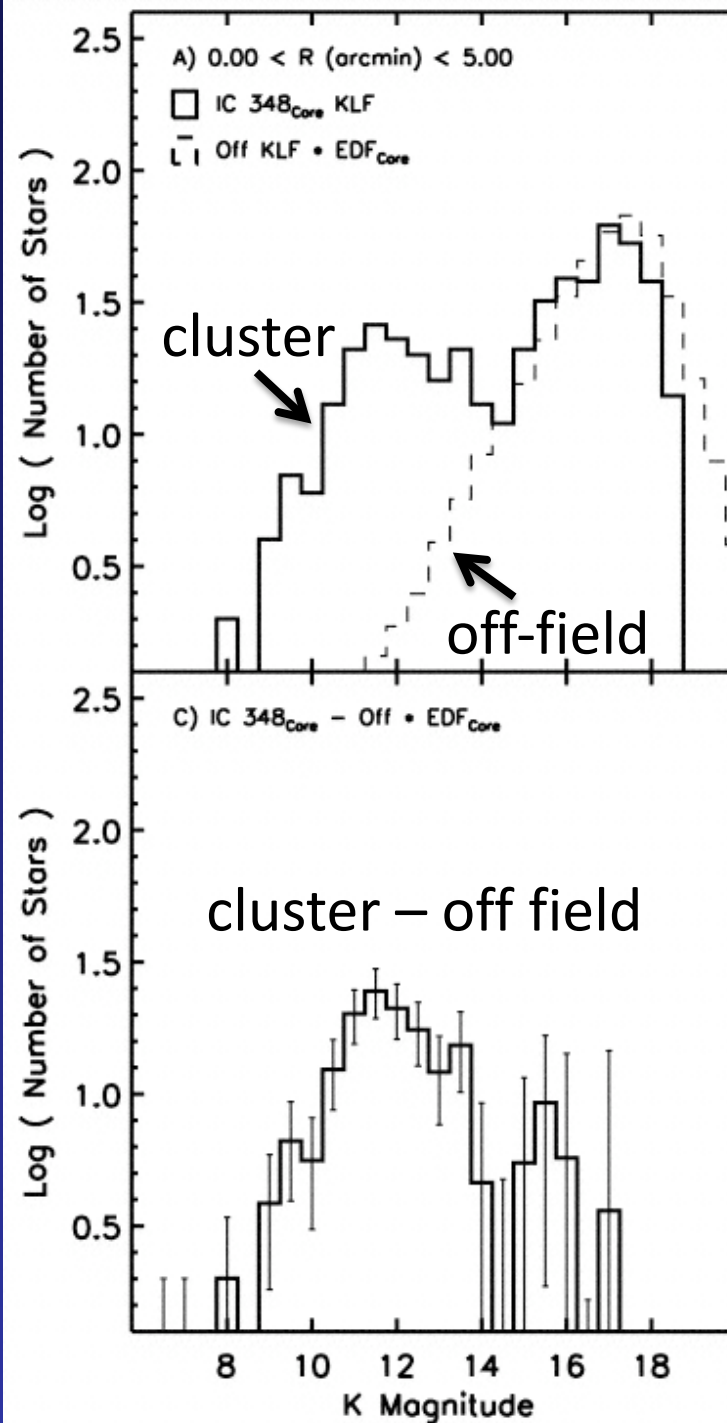 2.5
A) 0.00 < R (arcmin) < 5.00
IC 348Core KLF
Off KLF • EDFCore
2.0
1.5
1.0
0.5
Log ( Number of Stars )
cluster
off-field
2.5
C) IC 348Core – Off • EDFCore
2.0
cluster – off field
1.5
1.0
0.5
Log ( Number of Stars )
8 10 12 14 16 18
K Magnitude